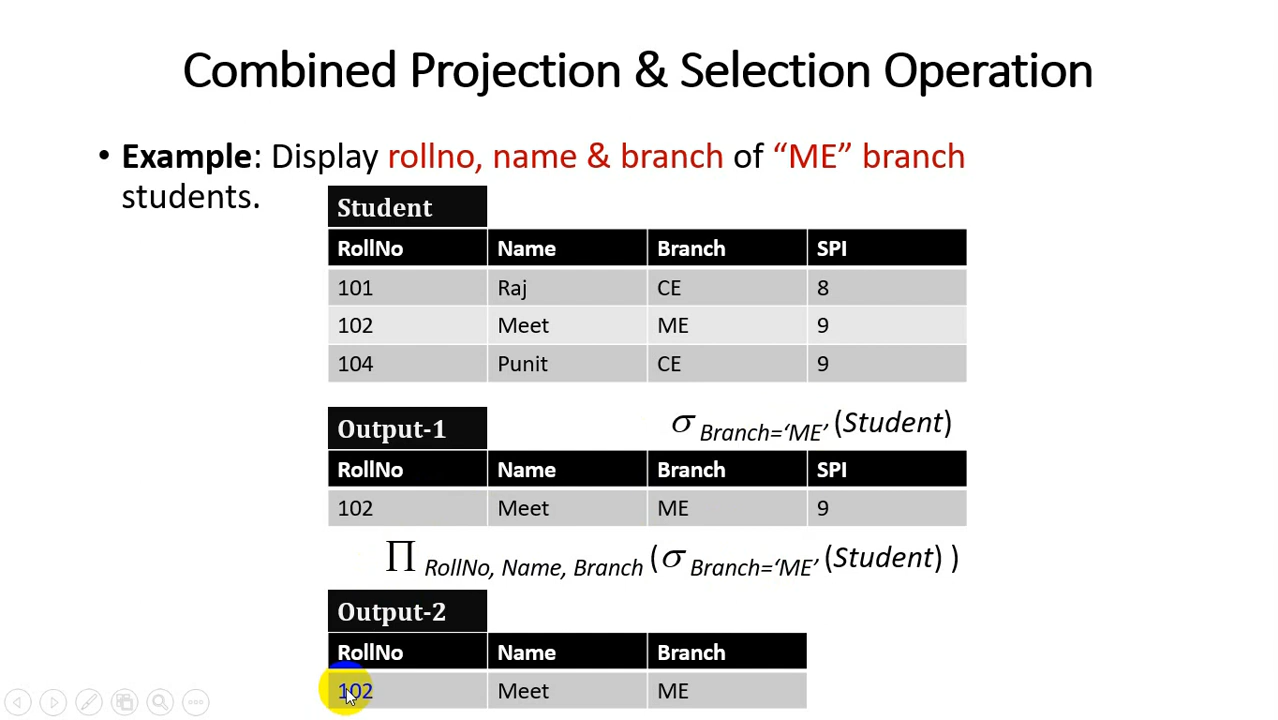 Combined Projection & Selection Operation
• Example: Display rollno, name & branch of “ME” branch
students.
Student
RollNo Name Branch SPI
101 Raj CE 8
102 Meet ME 9
104 Punit CE 9
Output-1 σ Branch=‘ME’ (Student)
RollNo Name Branch SPI
102 Meet ME 9
∏ RollNo, Name, Branch (σ Branch=‘ME’ (Student) )
Output-2
RollNo Name Branch
102 Meet ME